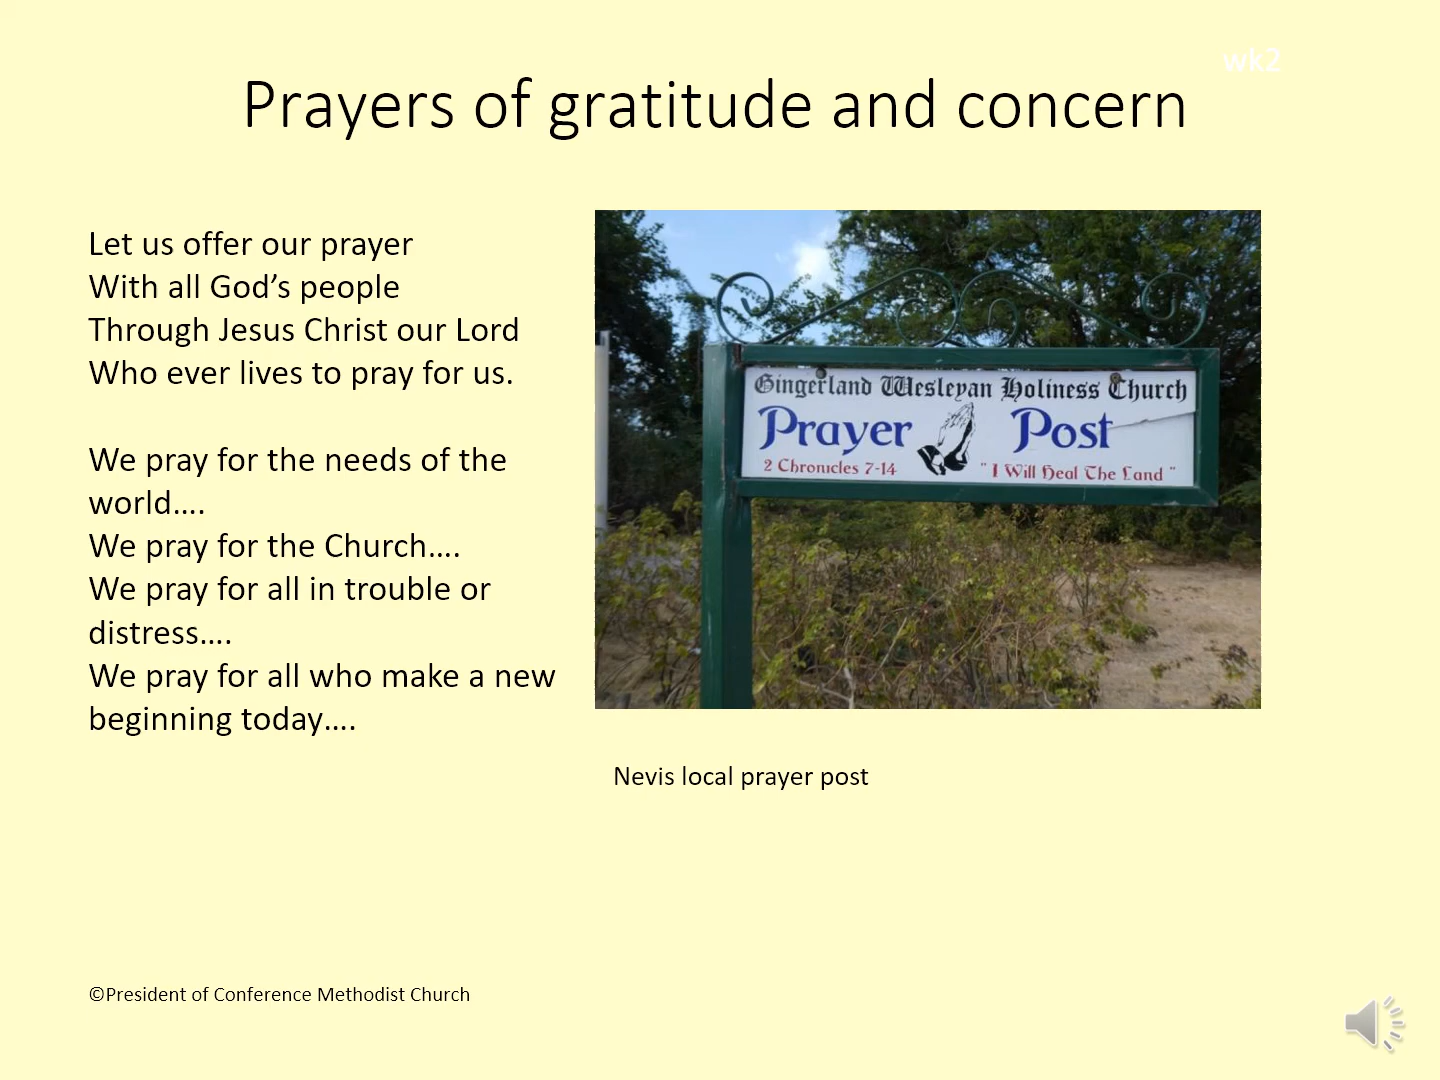 wk2
Prayers of gratitude and concern
Let us offer our prayer
With all God’s people
Through Jesus Christ our Lord
Who ever lives to pray for us.
We pray for the needs of the
world….
We pray for the Church….
We pray for all in trouble or
distress….
We pray for all who make a new
beginning today….
Gingerland Wesleyan Holiness Church
Prayer Post
2 Chronicles 7-14 "I Will Heal The Land"
Nevis local prayer post
©President of Conference Methodist Church